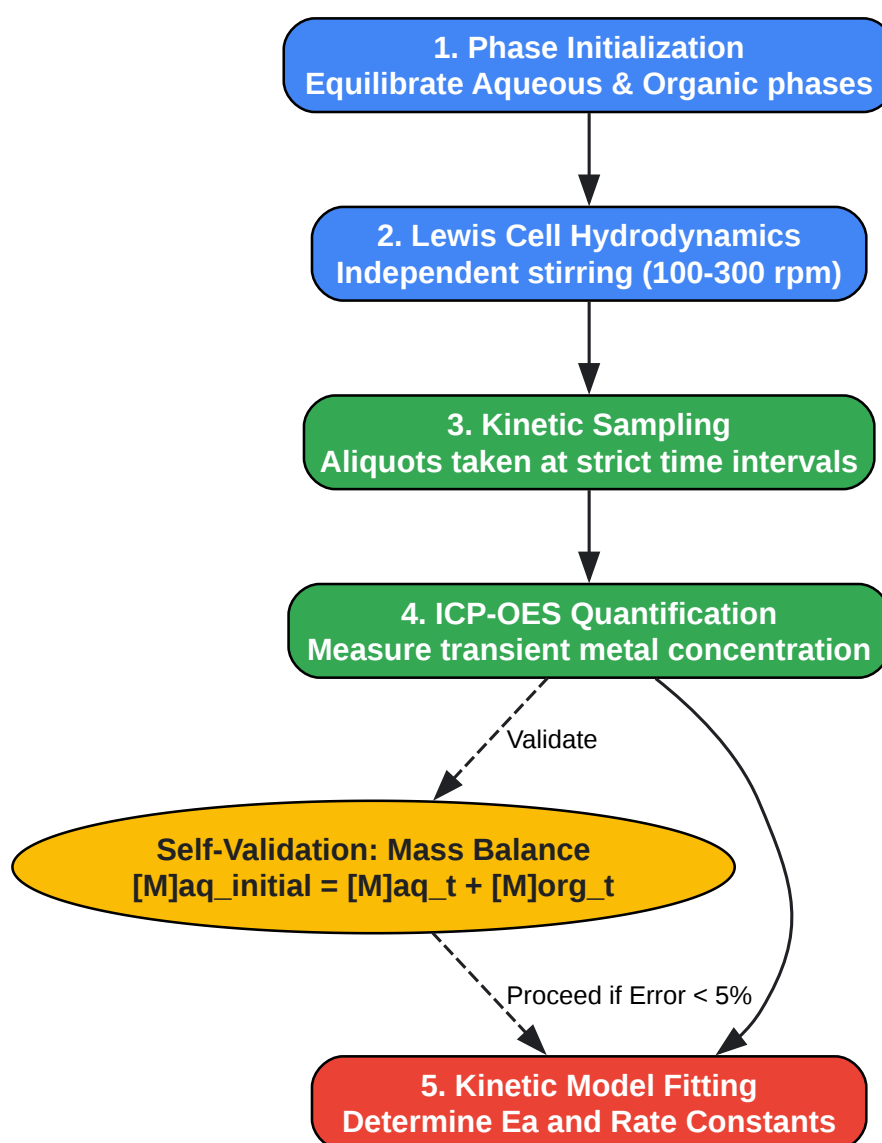 1. Phase Initialization
Equilibrate Aqueous & Organic phases
2. Lewis Cell Hydrodynamics
Independent stirring (100-300 rpm)
3. Kinetic Sampling
Aliquots taken at strict time intervals
4. ICP-OES Quantification
Measure transient metal concentration
Validate
Self-Validation: Mass Balance
[M]aq_initial = [M]aq_t + [M]org_t
Proceed if Error < 5%
5. Kinetic Model Fitting
Determine Ea and Rate Constants